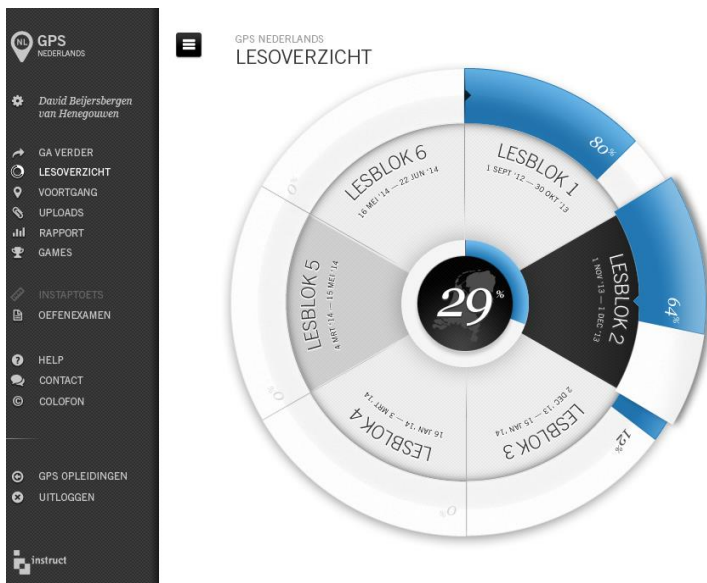 NL
GPS
NEDERLANDS
David Beijersbergen
van Henegouwen
GA VERDER
LESOVERZICHT
VOORTGANG
UPLOADS
RAPPORT
GAMES
INSTAPTOETS
OEFENEXAMEN
HELP
CONTACT
COLOFON
GPS OPLEIDINGEN
UITLOGGEN
instruct
GPS NEDERLANDS
LESOVERZICHT
LESBLOK 1
1 SEPT '12 — 30 OKT '13
80%
LESBLOK 2
1 NOV '13 — 1 DEC '13
64%
LESBLOK 3
2 DEC '13 — 15 JAN '14
12%
LESBLOK 4
16 JAN '14 — 3 MRT '14
0%
LESBLOK 5
4 MRT '14 — 15 MEI '14
0%
LESBLOK 6
16 MEI '14 — 22 JUN '14
0%
29%